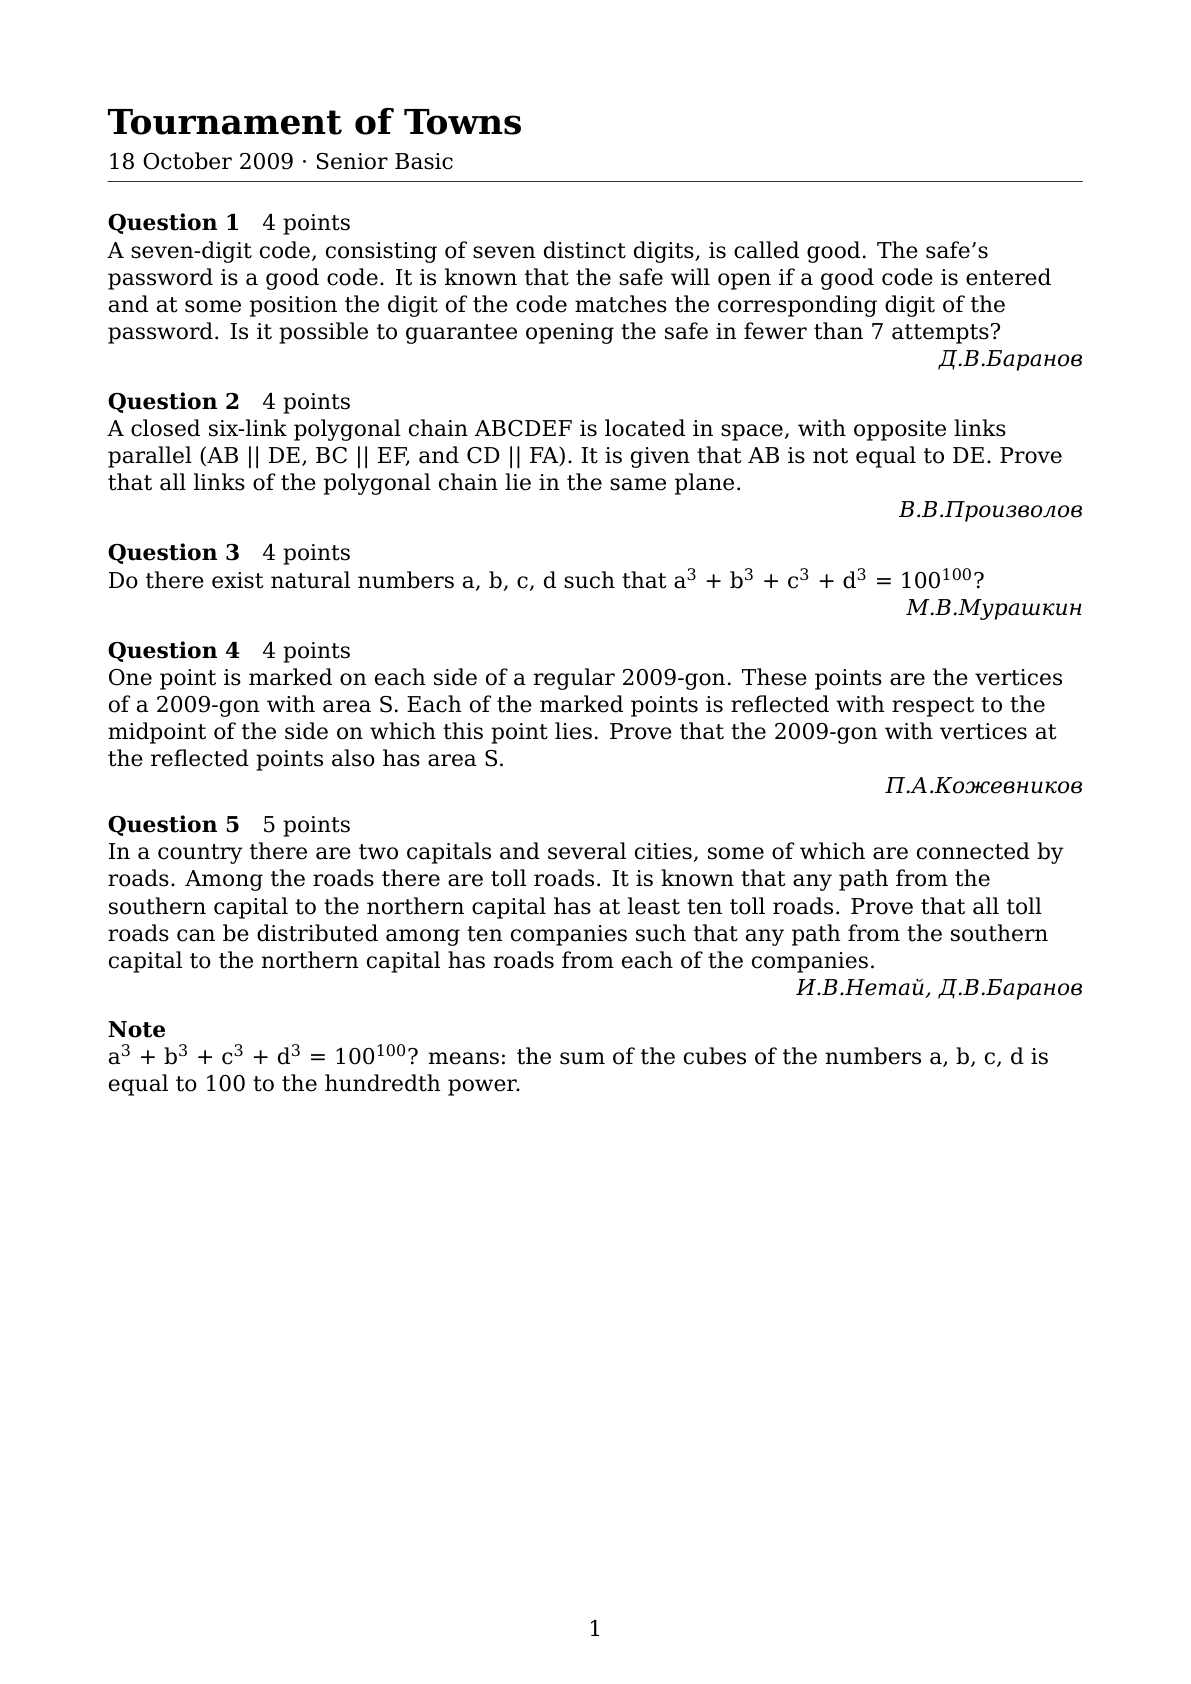 Tournament of Towns
18 October 2009 · Senior Basic
Question 1 4 points
A seven-digit code, consisting of seven distinct digits, is called good. The safe’s
password is a good code. It is known that the safe will open if a good code is entered
and at some position the digit of the code matches the corresponding digit of the
password. Is it possible to guarantee opening the safe in fewer than 7 attempts?
Д.В.Баранов
Question 2 4 points
A closed six-link polygonal chain ABCDEF is located in space, with opposite links
parallel (AB || DE, BC || EF, and CD || FA). It is given that AB is not equal to DE. Prove
that all links of the polygonal chain lie in the same plane.
В.В.Произволов
Question 3 4 points
Do there exist natural numbers a, b, c, d such that a³ + b³ + c³ + d³ = 100¹⁰⁰?
М.В.Мурашкин
Question 4 4 points
One point is marked on each side of a regular 2009-gon. These points are the vertices
of a 2009-gon with area S. Each of the marked points is reflected with respect to the
midpoint of the side on which this point lies. Prove that the 2009-gon with vertices at
the reflected points also has area S.
П.А.Кожевников
Question 5 5 points
In a country there are two capitals and several cities, some of which are connected by
roads. Among the roads there are toll roads. It is known that any path from the
southern capital to the northern capital has at least ten toll roads. Prove that all toll
roads can be distributed among ten companies such that any path from the southern
capital to the northern capital has roads from each of the companies.
И.В.Нетай, Д.В.Баранов
Note
a³ + b³ + c³ + d³ = 100¹⁰⁰? means: the sum of the cubes of the numbers a, b, c, d is
equal to 100 to the hundredth power.
1